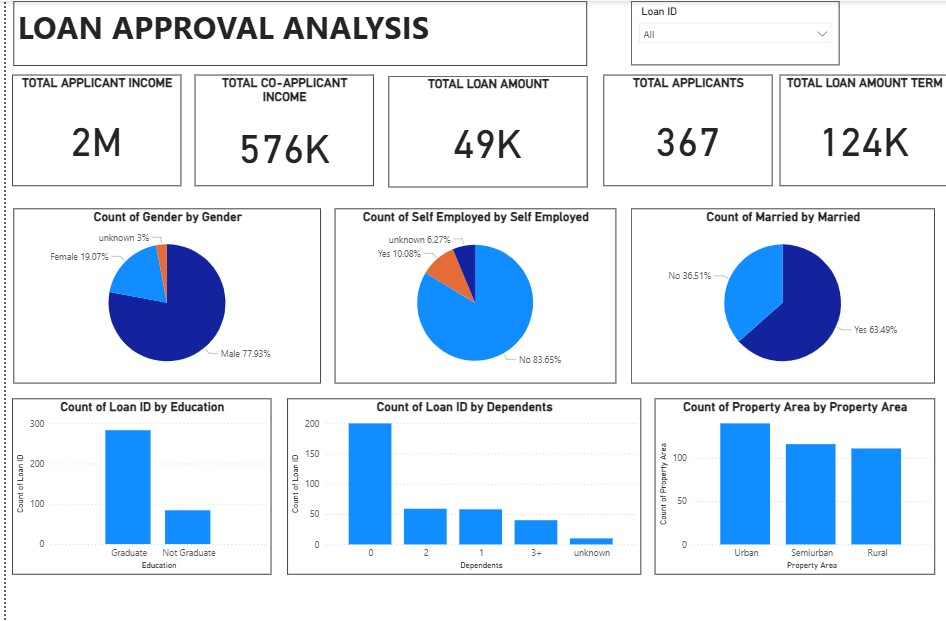 LOAN APPROVAL ANALYSIS
Loan ID
All
TOTAL APPLICANT INCOME
2M
TOTAL CO-APPLICANT
INCOME
576K
TOTAL LOAN AMOUNT
49K
TOTAL APPLICANTS
367
TOTAL LOAN AMOUNT TERM
124K
Count of Gender by Gender
unknown 3%
Female 19.07%
Male 77.93%
Count of Self Employed by Self Employed
unknown 6.27%
Yes 10.08%
No 83.65%
Count of Married by Married
No 36.51%
Yes 63.49%
Count of Loan ID by Education
Count of Loan ID
300
200
100
0
Graduate
Not Graduate
Education
Count of Loan ID by Dependents
Count of Loan ID
200
150
100
50
0
0
2
1
3+
unknown
Dependents
Count of Property Area by Property Area
Count of Property Area
100
50
0
Urban
Semiurban
Rural
Property Area